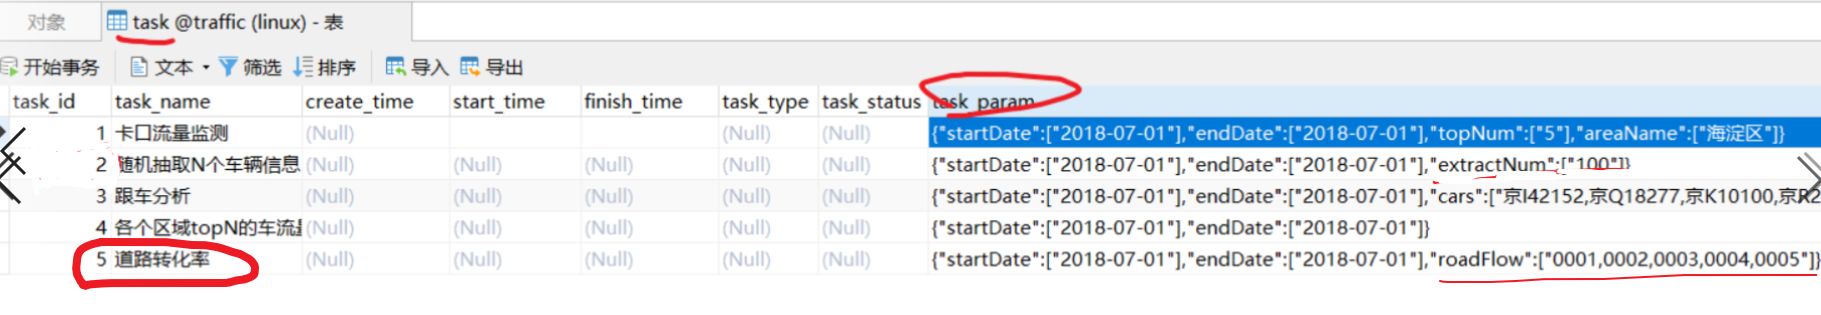 对象 task @traffic (linux) - 表
开始事务 文本 筛选 排序 导入 导出
task_id task_name create_time start_time finish_time task_type task_status task_param
1 卡口流量监测 (Null) (Null) (Null) {"startDate":["2018-07-01"],"endDate":["2018-07-01"],"topNum":["5"],"areaName":["海淀区"]}
2 随机抽取N个车辆信息 (Null) (Null) (Null) (Null) (Null) {"startDate":["2018-07-01"],"endDate":["2018-07-01"],"extractNum":["100"]}
3 跟车分析 (Null) (Null) (Null) (Null) (Null) {"startDate":["2018-07-01"],"endDate":["2018-07-01"],"cars":["京I42152,京Q18277,京K10100,京R2
4 各个区域topN的车流量 (Null) (Null) (Null) (Null) (Null) {"startDate":["2018-07-01"],"endDate":["2018-07-01"]}
5 道路转化率 (Null) (Null) (Null) (Null) (Null) {"startDate":["2018-07-01"],"endDate":["2018-07-01"],"roadFlow":["0001,0002,0003,0004,0005"]}